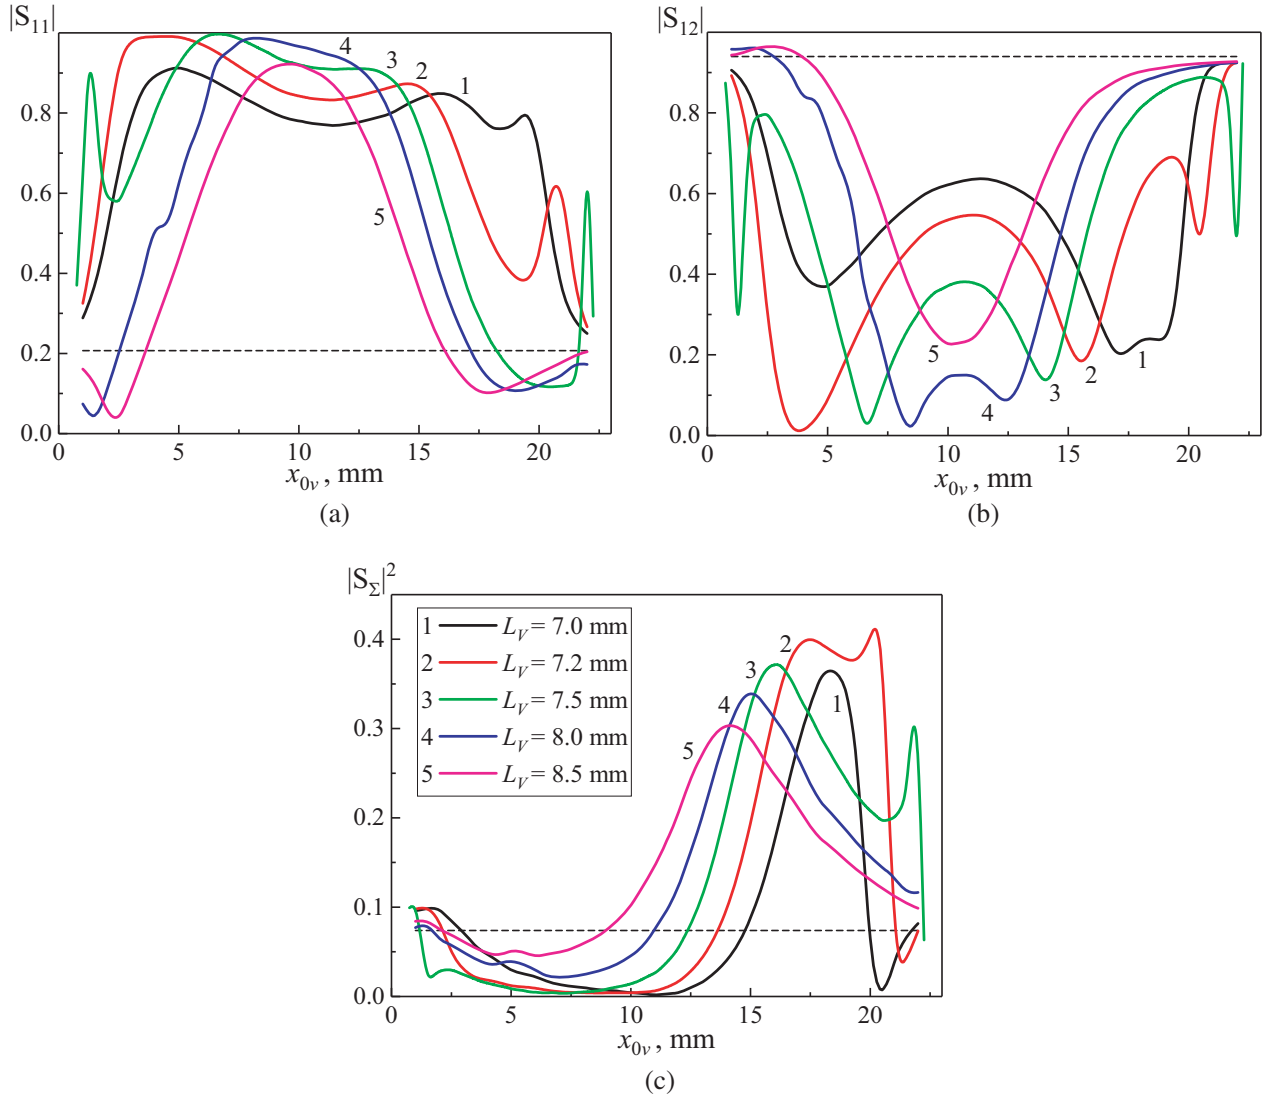 |S11|
1
0.8
0.6
0.4
0.2
0.0
0 5 10 15 20
x0v, mm
1 2 3 4 5
(a)
|S12|
0.8
0.6
0.4
0.2
0.0
0 5 10 15 20
x0v, mm
1 2 3 4 5
(b)
|SΣ|2
0.4
0.3
0.2
0.1
0.0
0 5 10 15 20
x0v, mm
1 LV = 7.0 mm
2 LV = 7.2 mm
3 LV = 7.5 mm
4 LV = 8.0 mm
5 LV = 8.5 mm
1 2 3 4 5
(c)